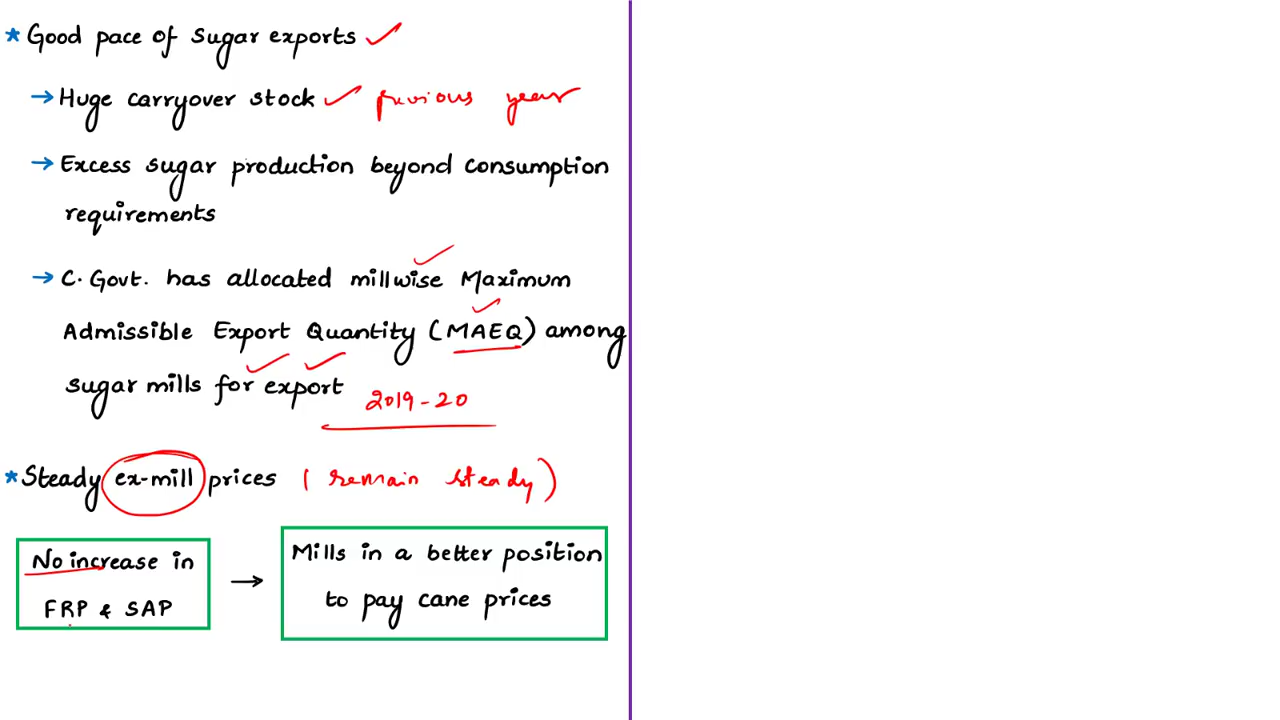 * Good pace of sugar exports ✓
→ Huge carryover stock ✓ previous year
→ Excess sugar production beyond consumption
requirements
→ C. Govt. has allocated millwise Maximum
Admissible Export Quantity (MAEQ) among
sugar mills for export
2019-20
* Steady ex-mill prices (remain steady)
No increase in
FRP & SAP
→
Mills in a better position
to pay cane prices